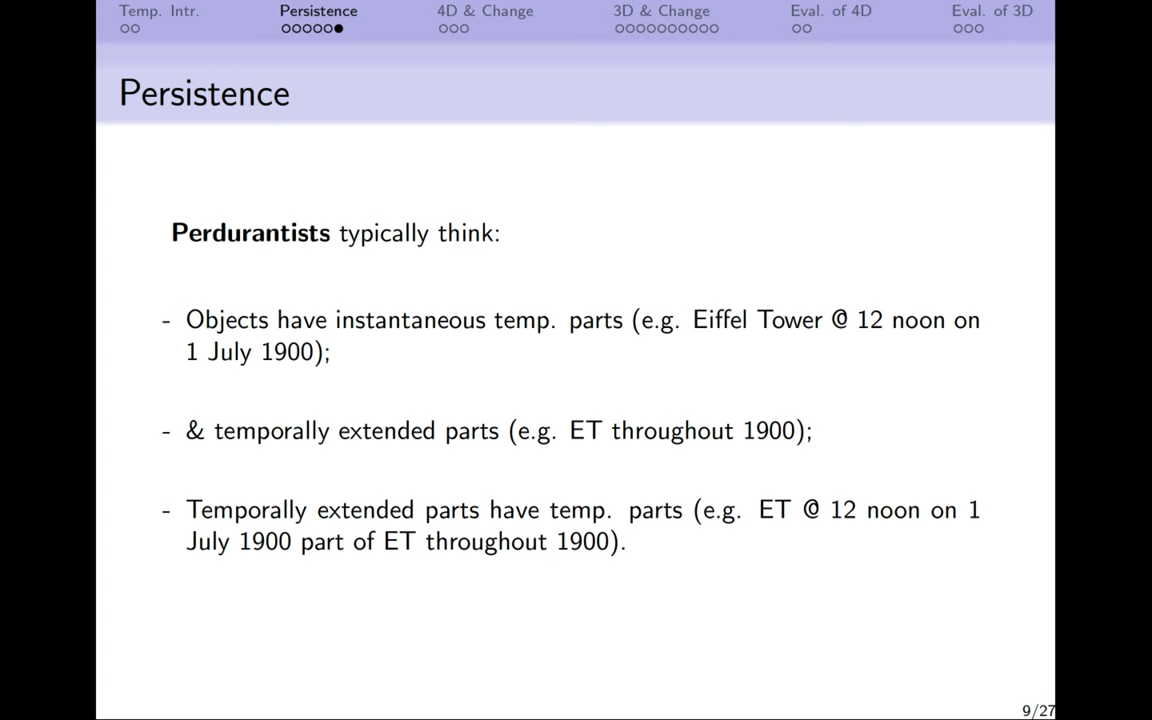 Temp. Intr. Persistence 4D & Change 3D & Change Eval. of 4D Eval. of 3D
Persistence
Perdurantists typically think:
- Objects have instantaneous temp. parts (e.g. Eiffel Tower @ 12 noon on
1 July 1900);
- & temporally extended parts (e.g. ET throughout 1900);
- Temporally extended parts have temp. parts (e.g. ET @ 12 noon on 1
July 1900 part of ET throughout 1900).
9/27